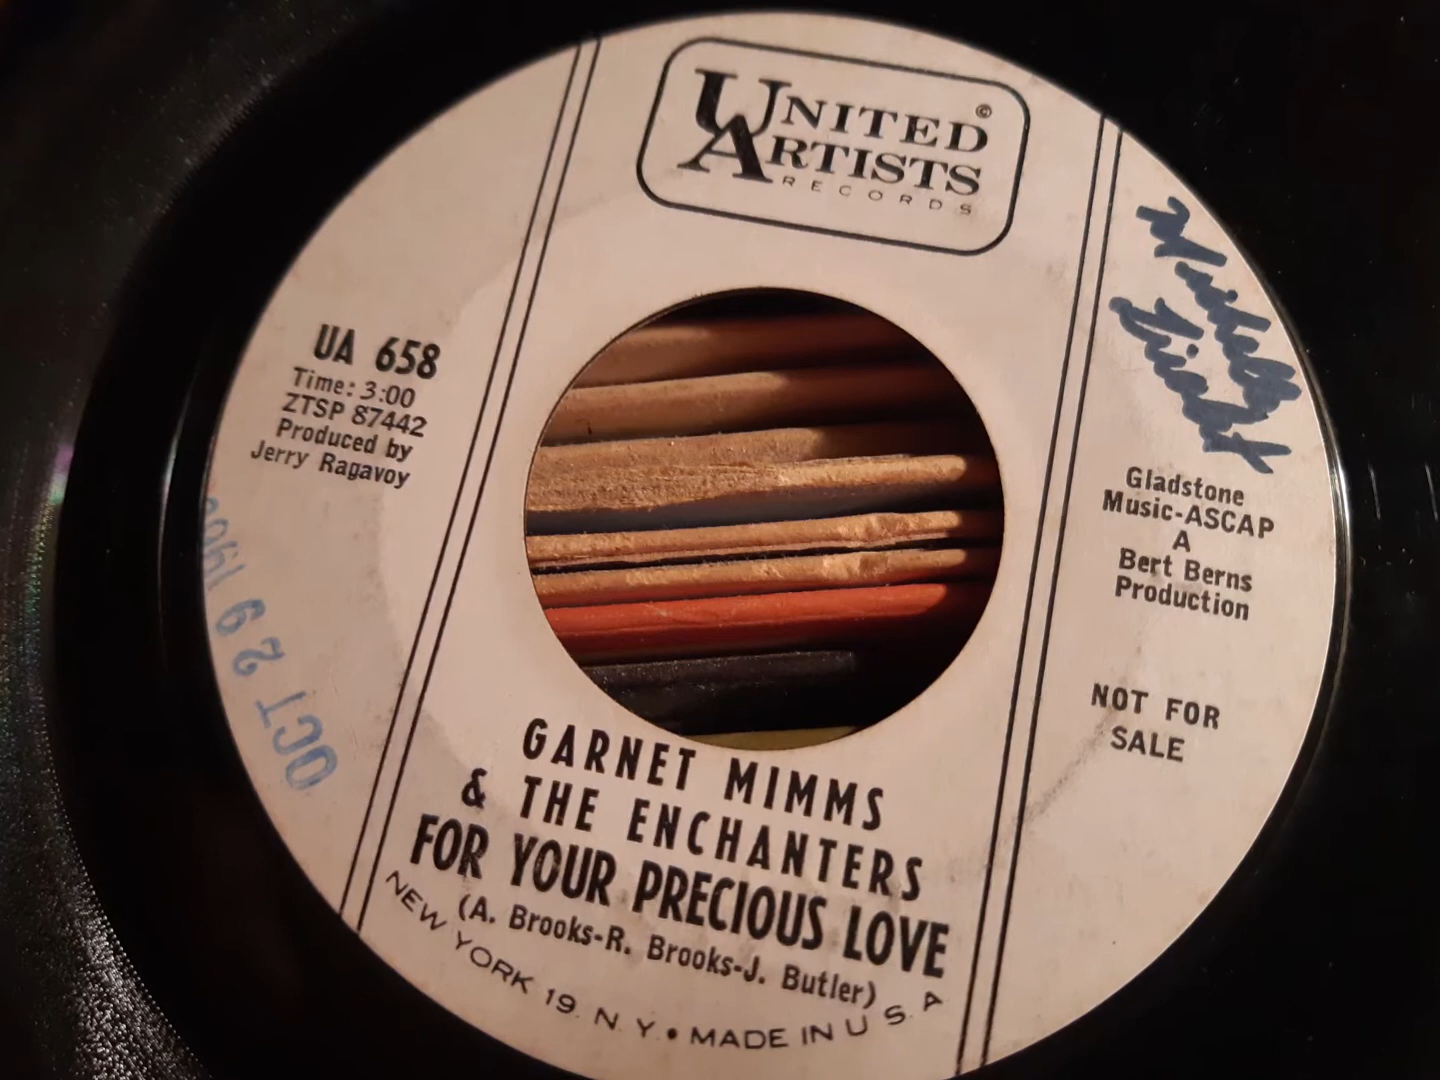 UNITED ©
ARTISTS
RECORDS
UA 658
Time: 3:00
ZTSP 87442
Produced by
Jerry Ragavoy
OCT 29
Gladstone
Music-ASCAP
A
Bert Berns
Production
NOT FOR
SALE
GARNET MIMMS
& THE ENCHANTERS
FOR YOUR PRECIOUS LOVE
(A. Brooks-R. Brooks-J. Butler)
NEW YORK 19. N. Y. • MADE IN U. S. A